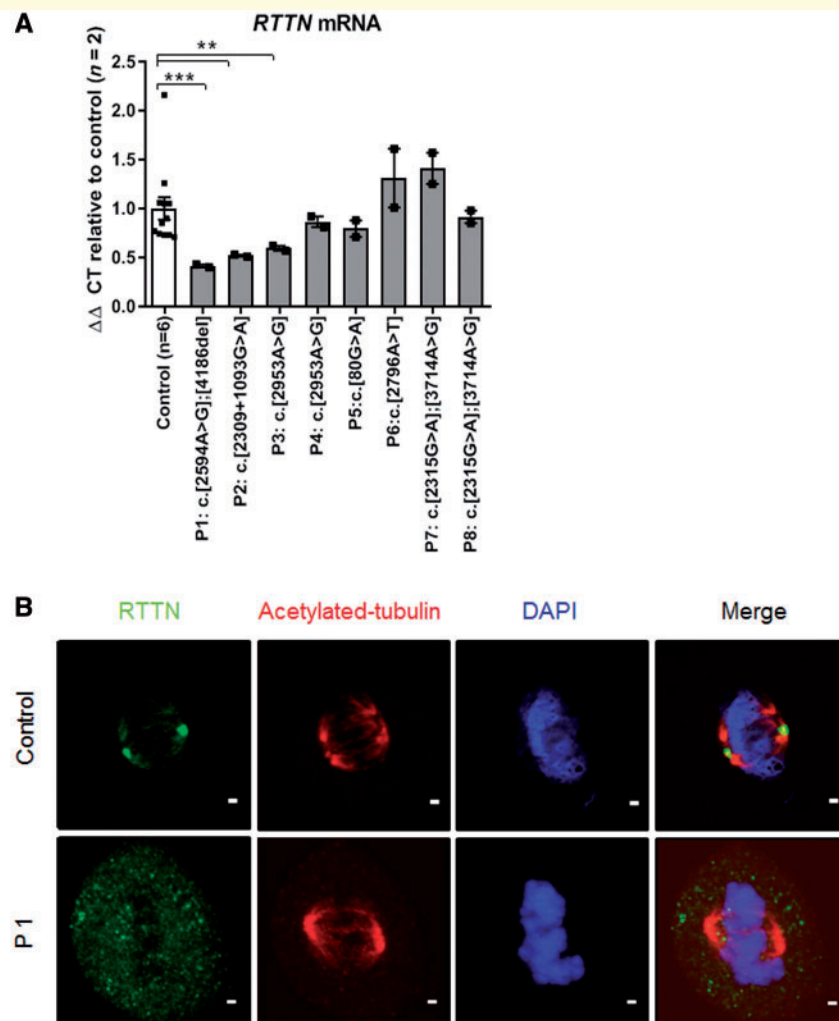 A
RTTN mRNA
ΔΔ CT relative to control (n = 2)
**
***
2.5
2.0
1.5
1.0
0.5
0.0
Control (n=6)
P1: c.[2594A>G];[4186del]
P2: c.[2309+1093G>A]
P3: c.[2953A>G]
P4: c.[2953A>G]
P5:c.[80G>A]
P6:c.[2796A>T]
P7: c.[2315G>A];[3714A>G]
P8: c.[2315G>A];[3714A>G]
B
RTTN Acetylated-tubulin DAPI Merge
Control
P 1